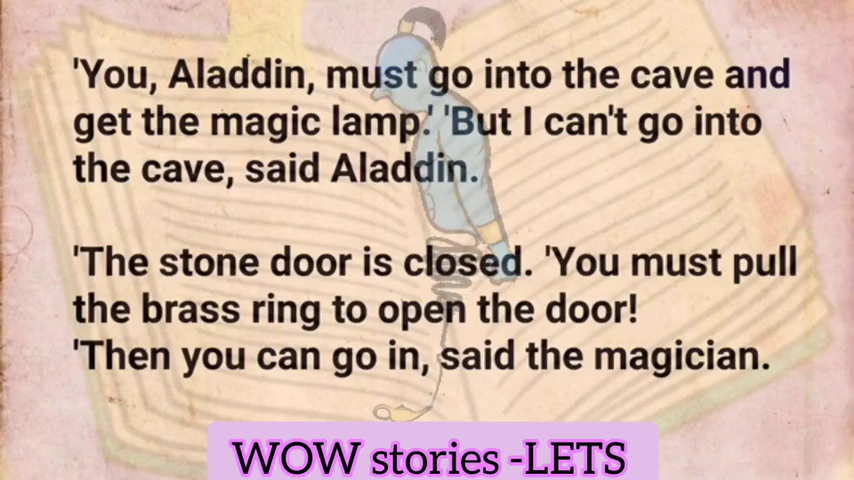 'You, Aladdin, must go into the cave and
get the magic lamp.' 'But I can't go into
the cave, said Aladdin.
'The stone door is closed. 'You must pull
the brass ring to open the door!
'Then you can go in, said the magician.
WOW stories -LETS